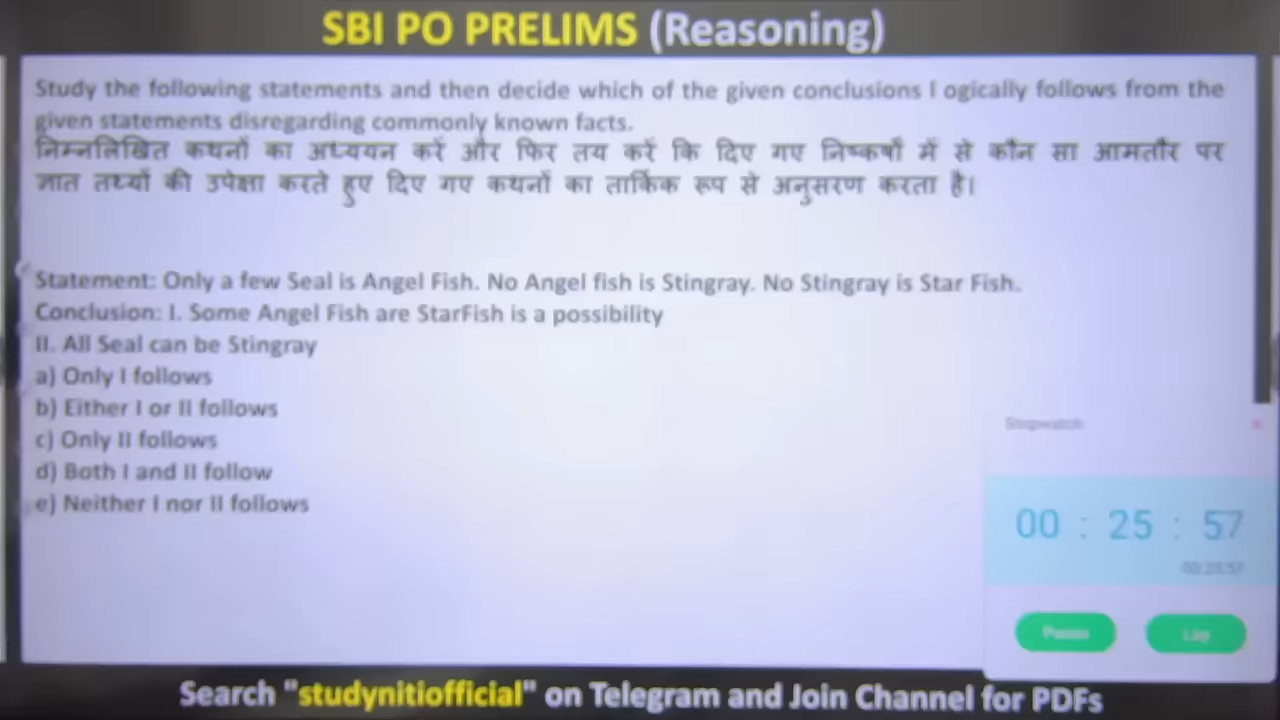 SBI PO PRELIMS (Reasoning)
Study the following statements and then decide which of the given conclusions l ogically follows from the
given statements disregarding commonly known facts.
निम्नलिखित कथनों का अध्ययन करें और फिर तय करें कि दिए गए निष्कर्षों में से कौन सा आमतौर पर
ज्ञात तथ्यों की उपेक्षा करते हुए दिए गए कथनों का तार्किक रूप से अनुसरण करता है।
Statement: Only a few Seal is Angel Fish. No Angel fish is Stingray. No Stingray is Star Fish.
Conclusion: I. Some Angel Fish are StarFish is a possibility
II. All Seal can be Stingray
a) Only I follows
b) Either I or II follows
c) Only II follows
d) Both I and II follow
e) Neither I nor II follows
Stopwatch
00 : 25 : 57
00:25:57
Pause Lap
Search "studynitiofficial" on Telegram and Join Channel for PDFs